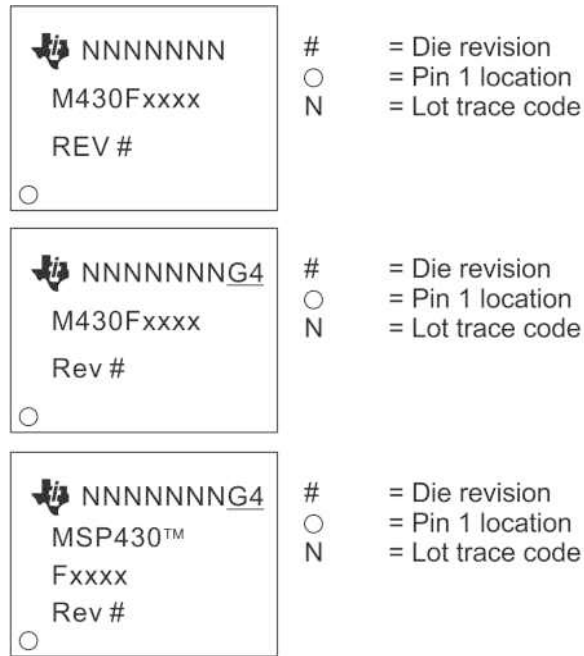 NNNNNNN
M430Fxxxx
REV #
# = Die revision
○ = Pin 1 location
N = Lot trace code
NNNNNNNG4
M430Fxxxx
Rev #
# = Die revision
○ = Pin 1 location
N = Lot trace code
NNNNNNNG4
MSP430™
Fxxxx
Rev #
# = Die revision
○ = Pin 1 location
N = Lot trace code